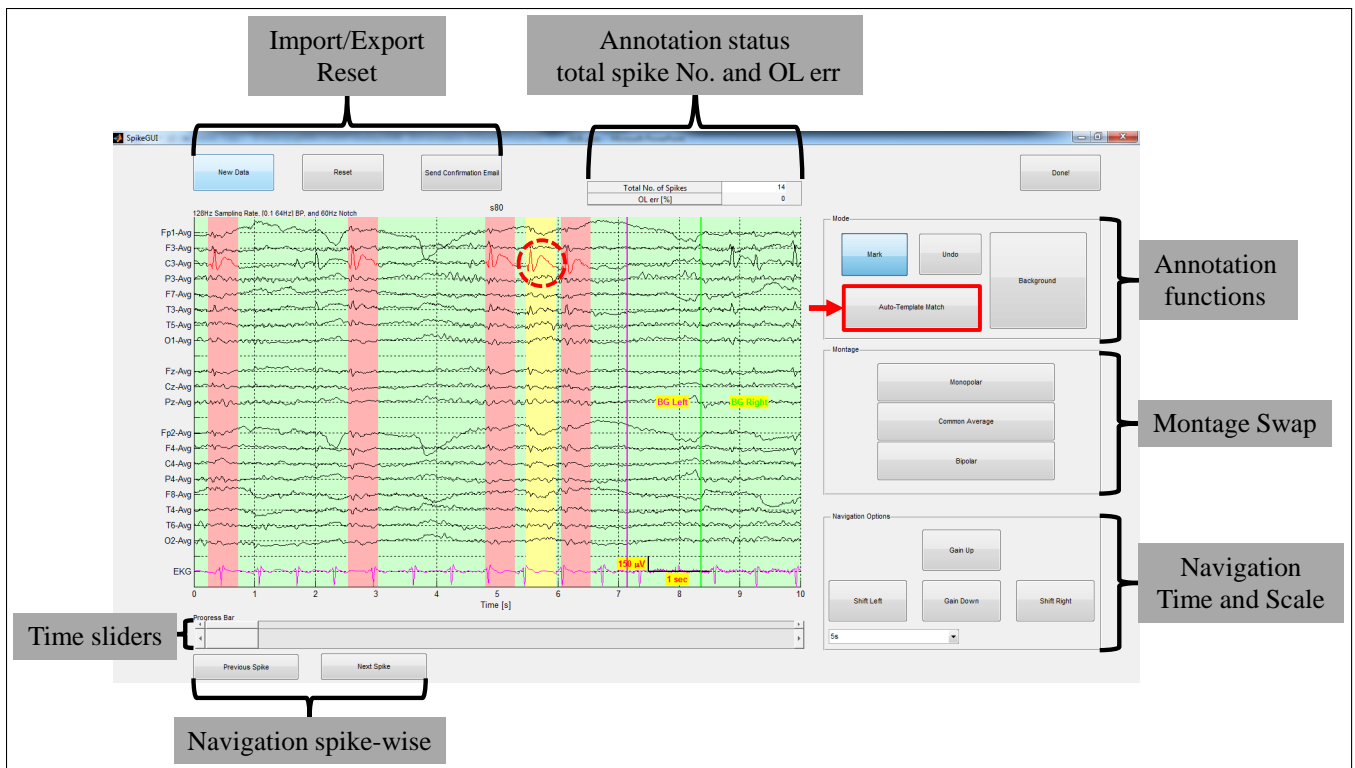 Import/Export
Reset
Annotation status
total spike No. and OL err
SpikeGUI
New Data
Reset
Send Confirmation Email
Total No. of Spikes 14
OL err [%] 0
Done!
128Hz Sampling Rate, [0.1 64Hz] BP, and 60Hz Notch
s80
Fp1-Avg
F3-Avg
C3-Avg
P3-Avg
F7-Avg
T3-Avg
T5-Avg
O1-Avg
Fz-Avg
Cz-Avg
Pz-Avg
BG Left
BG Right
Fp2-Avg
F4-Avg
C4-Avg
P4-Avg
F8-Avg
T4-Avg
T6-Avg
O2-Avg
EKG
150 µV
1 sec
0 1 2 3 4 5 6 7 8 9 10
Time [s]
Mode
Mark
Undo
Background
Auto-Template Match
Annotation
functions
Montage
Monopolar
Common Average
Bipolar
Montage Swap
Navigation Options
Gain Up
Shift Left
Gain Down
Shift Right
5s
Navigation
Time and Scale
Progress Bar
Time sliders
Previous Spike
Next Spike
Navigation spike-wise